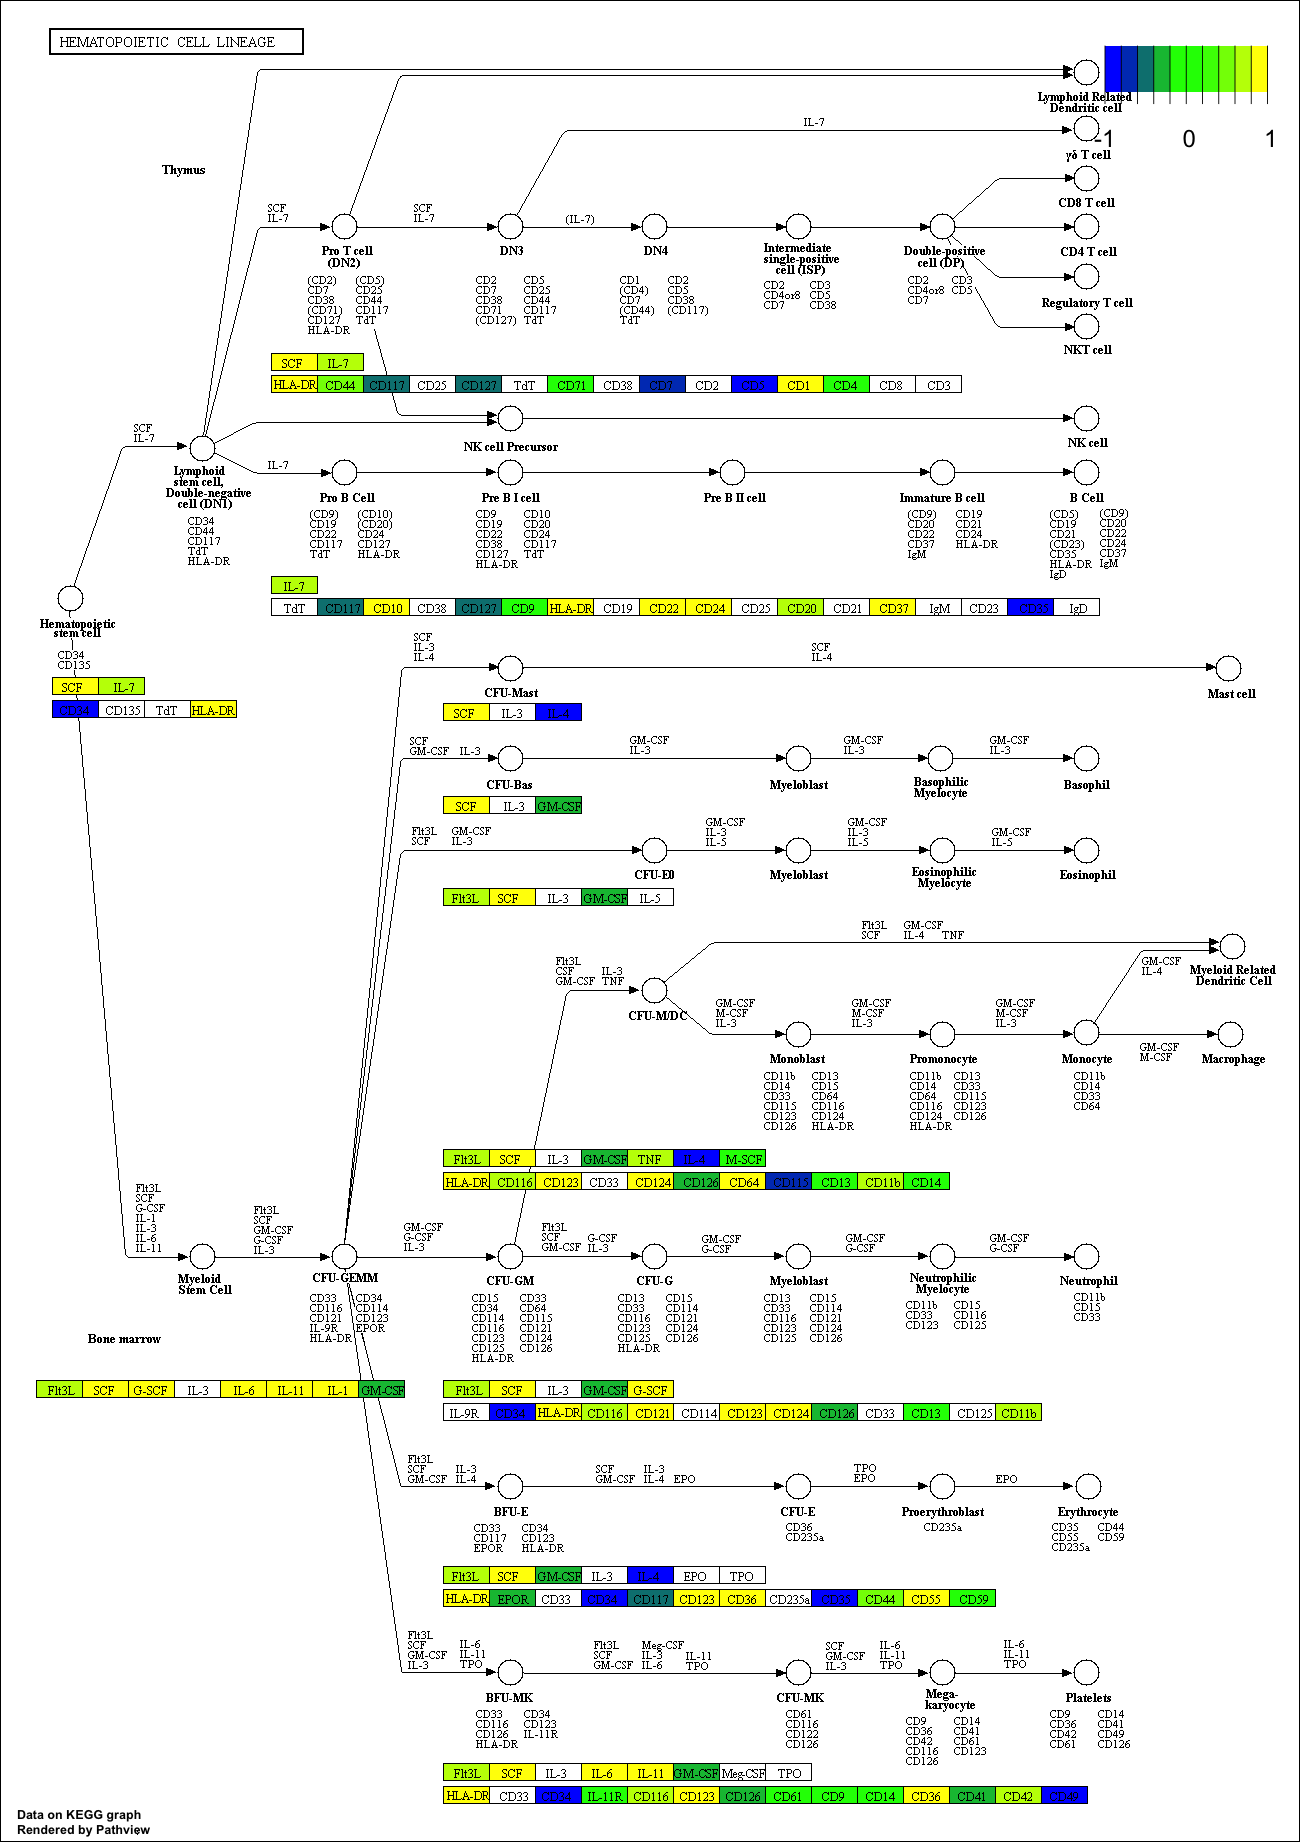 HEMATOPOIETIC CELL LINEAGE
-1 0 1
Lymphoid Related
Dendritic cell
IL-7
γδ T cell
Thymus
CD8 T cell
SCF
IL-7
SCF
IL-7
(IL-7)
Pro T cell
(DN2)
DN3
DN4
Intermediate
single-positive
cell (ISP)
Double-positive
cell (DP)
CD4 T cell
Regulatory T cell
NKT cell
(CD2) (CD5)
CD7 CD25
CD38 CD44
(CD71) CD117
CD127 TdT
HLA-DR
CD2 CD5
CD7 CD25
CD38 CD44
CD71 CD117
(CD127) TdT
CD1 CD2
(CD4) CD5
CD7 CD38
(CD44) (CD117)
TdT
CD2 CD3
CD4or8 CD5
CD7 CD38
CD2 CD3
CD4or8 CD5
CD7
SCF IL-7
HLA-DR CD44 CD117 CD25 CD127 TdT CD71 CD38 CD7 CD2 CD5 CD1 CD4 CD8 CD3
SCF
IL-7
NK cell Precursor
NK cell
Lymphoid
stem cell,
Double-negative
cell (DN1)
IL-7
CD34
CD44
CD117
TdT
HLA-DR
Pro B Cell
Pre B I cell
Pre B II cell
Immature B cell
B Cell
(CD9) (CD10)
CD19 (CD20)
CD22 CD24
CD117 CD127
TdT HLA-DR
CD9 CD10
CD19 CD20
CD22 CD24
CD38 CD117
CD127 TdT
HLA-DR
(CD9) CD19
CD20 CD21
CD22 CD24
CD37 HLA-DR
IgM
(CD5) (CD9)
CD19 CD20
CD21 CD22
(CD23) CD24
CD35 CD37
HLA-DR IgM
IgD
IL-7
TdT CD117 CD10 CD38 CD127 CD9 HLA-DR CD19 CD22 CD24 CD25 CD20 CD21 CD37 IgM CD23 CD35 IgD
Hematopoietic
stem cell
CD34
CD135
SCF IL-7
CD34 CD135 TdT HLA-DR
SCF
IL-3
IL-4
SCF
IL-4
CFU-Mast
Mast cell
SCF IL-3 IL-4
SCF
GM-CSF IL-3
GM-CSF
IL-3
GM-CSF
IL-3
GM-CSF
IL-3
CFU-Bas
Myeloblast
Basophilic
Myelocyte
Basophil
SCF IL-3 GM-CSF
Flt3L GM-CSF
SCF IL-3
GM-CSF
IL-3
IL-5
GM-CSF
IL-3
IL-5
GM-CSF
IL-5
CFU-E0
Myeloblast
Eosinophilic
Myelocyte
Eosinophil
Flt3L SCF IL-3 GM-CSF IL-5
Flt3L GM-CSF
SCF IL-4 TNF
Flt3L
CSF IL-3
GM-CSF TNF
GM-CSF
IL-4
Myeloid Related
Dendritic Cell
CFU-M/DC
GM-CSF
M-CSF
IL-3
GM-CSF
M-CSF
IL-3
GM-CSF
M-CSF
IL-3
GM-CSF
M-CSF
Monoblast
Promonocyte
Monocyte
Macrophage
CD11b CD13
CD14 CD15
CD33 CD64
CD115 CD116
CD123 CD124
CD126 HLA-DR
CD11b CD13
CD14 CD33
CD64 CD115
CD116 CD123
CD124 CD126
HLA-DR
CD11b
CD14
CD33
CD64
Flt3L SCF IL-3 GM-CSF TNF IL-4 M-SCF
HLA-DR CD116 CD123 CD33 CD124 CD126 CD64 CD115 CD13 CD11b CD14
Flt3L
SCF
G-CSF
IL-1
IL-3
IL-6
IL-11
Flt3L
SCF
GM-CSF
G-CSF
IL-3
GM-CSF
G-CSF
IL-3
Flt3L
SCF G-CSF
GM-CSF IL-3
GM-CSF
G-CSF
GM-CSF
G-CSF
GM-CSF
G-CSF
Myeloid
Stem Cell
CFU-GEMM
CFU-GM
CFU-G
Myeloblast
Neutrophilic
Myelocyte
Neutrophil
CD33 CD34
CD116 CD114
CD121 CD123
IL-9R EPOR
HLA-DR
CD15 CD33
CD34 CD64
CD114 CD115
CD116 CD121
CD123 CD124
CD125 CD126
HLA-DR
CD13 CD15
CD33 CD114
CD116 CD121
CD123 CD124
CD125 CD126
HLA-DR
CD13 CD15
CD33 CD114
CD116 CD121
CD123 CD124
CD125 CD126
CD11b CD15
CD33 CD116
CD123 CD125
CD11b
CD15
CD33
Bone marrow
Flt3L SCF G-SCF IL-3 IL-6 IL-11 IL-1 GM-CSF
Flt3L SCF IL-3 GM-CSF G-SCF
IL-9R CD34 HLA-DR CD116 CD121 CD114 CD123 CD124 CD126 CD33 CD13 CD125 CD11b
Flt3L
SCF IL-3
GM-CSF IL-4
SCF IL-3
GM-CSF IL-4 EPO
TPO
EPO
EPO
BFU-E
CFU-E
Proerythroblast
Erythrocyte
CD33 CD34
CD117 CD123
EPOR HLA-DR
CD36
CD235a
CD235a
CD35 CD44
CD55 CD59
CD235a
Flt3L SCF GM-CSF IL-3 IL-4 EPO TPO
HLA-DR EPOR CD33 CD34 CD117 CD123 CD36 CD235a CD35 CD44 CD55 CD59
Flt3L
SCF IL-6
GM-CSF IL-11
IL-3 TPO
Flt3L Meg-CSF
SCF IL-3 IL-11
GM-CSF IL-6 TPO
SCF IL-6
GM-CSF IL-11
IL-3 TPO
IL-6
IL-11
TPO
BFU-MK
CFU-MK
Mega-
karyocyte
Platelets
CD33 CD34
CD116 CD123
CD126 IL-11R
HLA-DR
CD61
CD116
CD122
CD126
CD9 CD14
CD36 CD41
CD42 CD61
CD116 CD123
CD126
CD9 CD14
CD36 CD41
CD42 CD49
CD61 CD126
Flt3L SCF IL-3 IL-6 IL-11 GM-CSF Meg-CSF TPO
HLA-DR CD33 CD34 IL-11R CD116 CD123 CD126 CD61 CD9 CD14 CD36 CD41 CD42 CD49
Data on KEGG graph
Rendered by Pathview